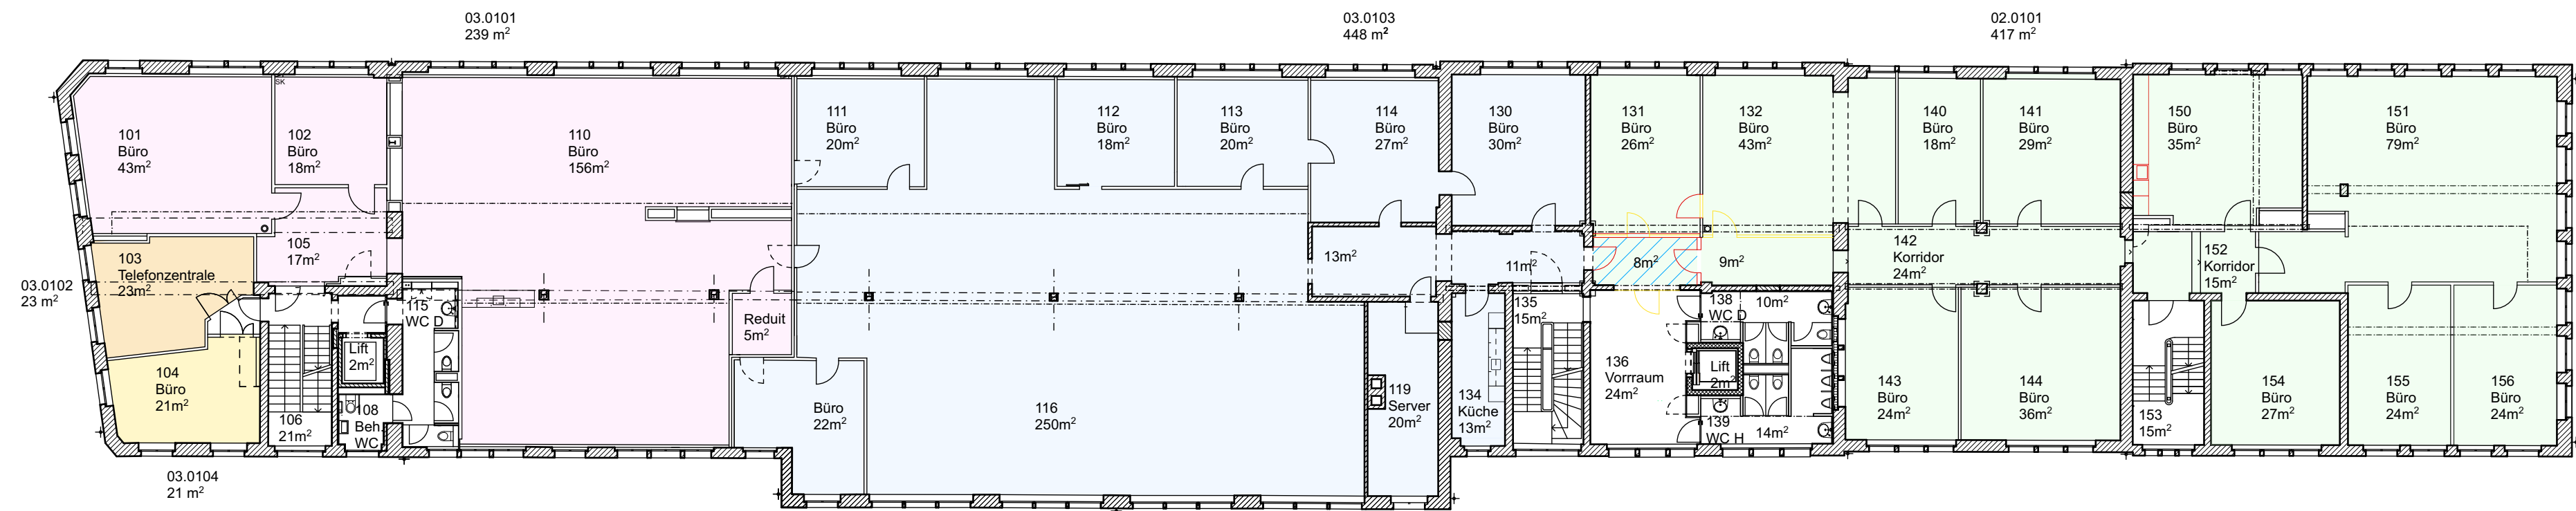 03.0101
239 m²
03.0103
448 m²
02.0101
417 m²
SK
101
Büro
43m²
102
Büro
18m²
110
Büro
156m²
111
Büro
20m²
112
Büro
18m²
113
Büro
20m²
114
Büro
27m²
130
Büro
30m²
131
Büro
26m²
132
Büro
43m²
140
Büro
18m²
141
Büro
29m²
150
Büro
35m²
151
Büro
79m²
105
17m²
103
Telefonzentrale
23m²
03.0102
23 m²
13m²
11m²
8m²
9m²
142
Korridor
24m²
152
Korridor
15m²
115
WC D
Reduit
5m²
135
15m²
138
WC D
10m²
Lift
2m²
104
Büro
21m²
106
21m²
108
Beh.
WC
Büro
22m²
116
250m²
119
Server
20m²
134
Küche
13m²
136
Vorrraum
24m²
Lift
2m²
139
WC H
14m²
143
Büro
24m²
144
Büro
36m²
153
15m²
154
Büro
27m²
155
Büro
24m²
156
Büro
24m²
03.0104
21 m²